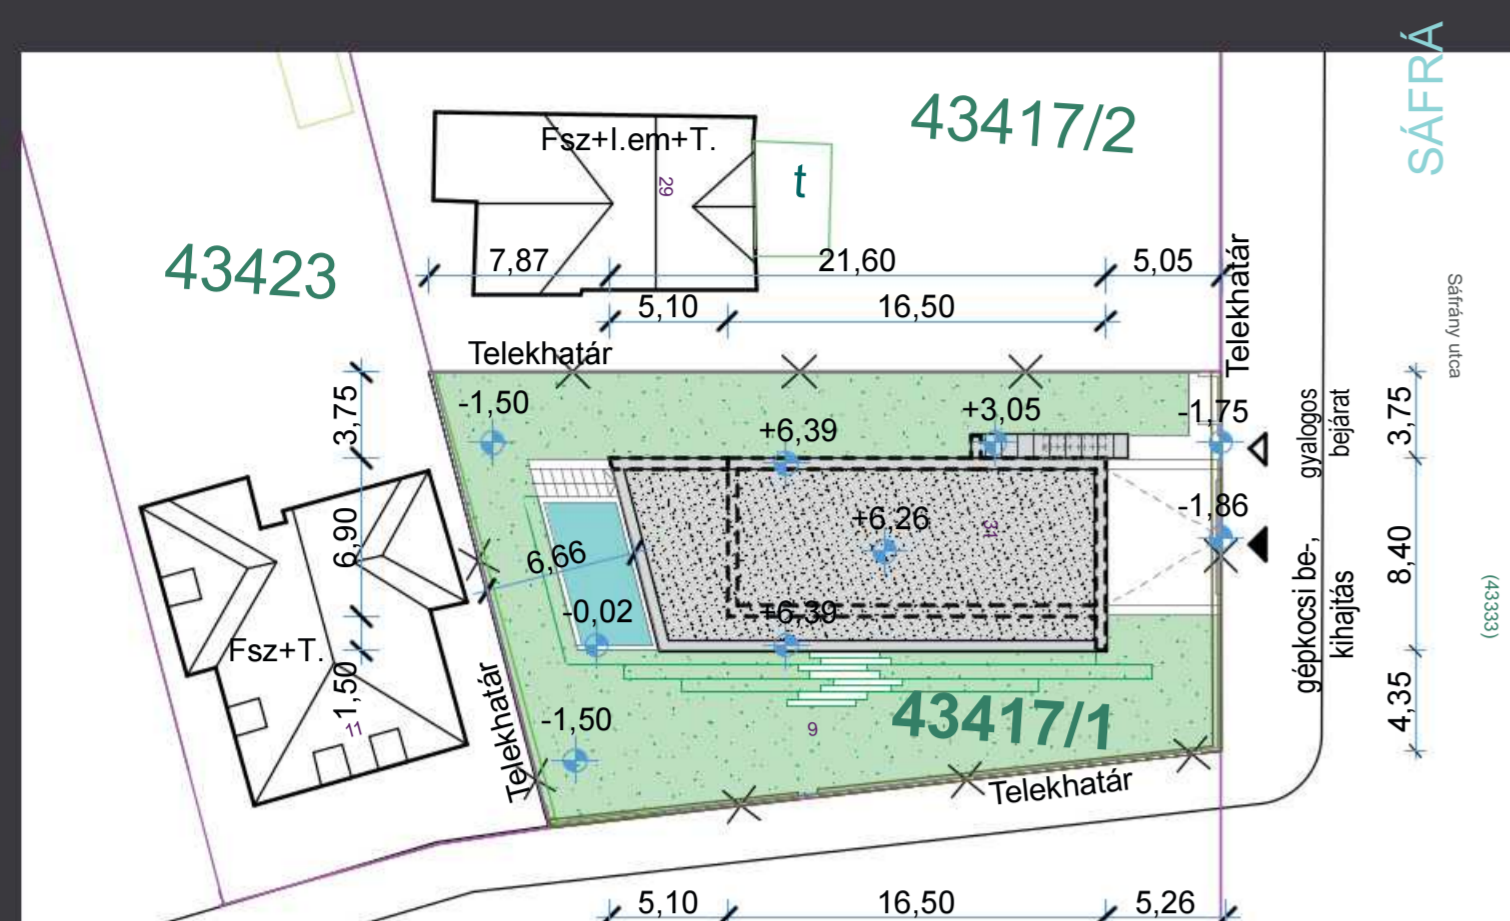 SÁFRÁ
43417/2
Fsz+I.em+T.
29
t
43423
7,87
21,60
5,05
5,10
16,50
Telekhatár
Telekhatár
Sáfrány utca
-1,50
+3,05
-1,75
+6,39
3,75
3,75
gyalogos
bejárat
-1,86
+6,26
34
6,90
6,66
8,40
gépkocsi be-,
kihajtás
(43333)
-0,02
+6,39
Fsz+T.
1,50
11
Telekhatár
-1,50
9
43417/1
4,35
Telekhatár
5,10
16,50
5,26